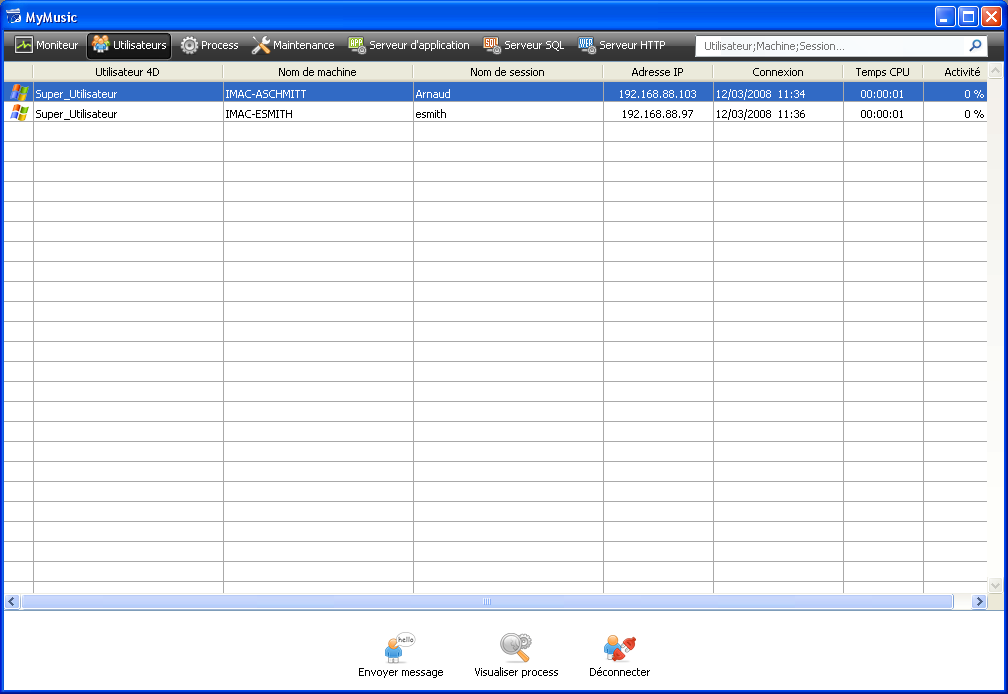 MyMusic
Moniteur Utilisateurs Process Maintenance APP Serveur d'application SQL Serveur SQL WEB Serveur HTTP Utilisateur;Machine;Session...
Utilisateur 4D Nom de machine Nom de session Adresse IP Connexion Temps CPU Activité
Super_Utilisateur IMAC-ASCHMITT Arnaud 192.168.88.103 12/03/2008 11:34 00:00:01 0 %
Super_Utilisateur IMAC-ESMITH esmith 192.168.88.97 12/03/2008 11:36 00:00:01 0 %
hello
Envoyer message Visualiser process Déconnecter